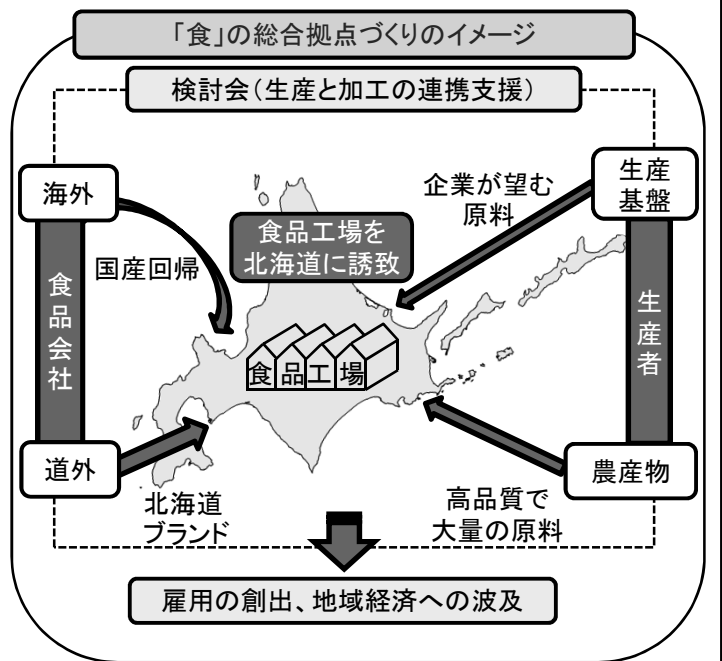 「食」の総合拠点づくりのイメージ
検討会(生産と加工の連携支援)
海外
生産
基盤
企業が望む
原料
食品工場を
北海道に誘致
国産回帰
食品会社
生産者
食品工場
道外
農産物
北海道
ブランド
高品質で
大量の原料
雇用の創出、地域経済への波及